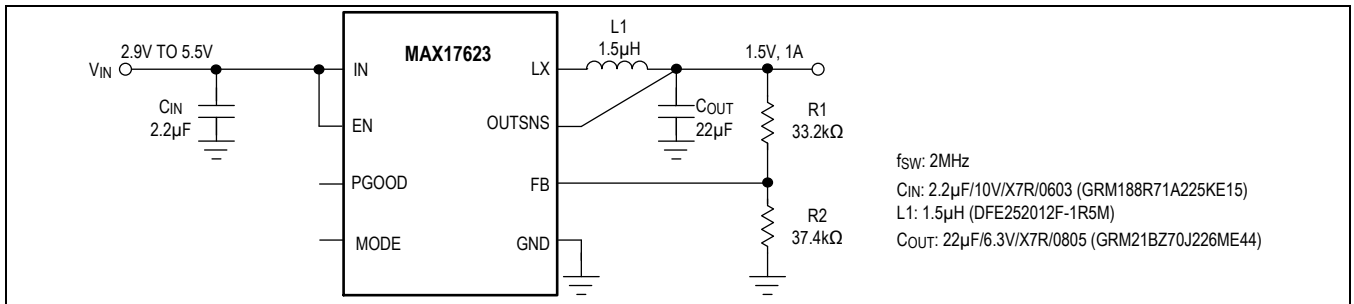 L1
2.9V TO 5.5V
MAX17623
1.5µH
1.5V, 1A
VIN
IN
LX
CIN
2.2µF
EN
OUTSNS
COUT
22µF
R1
33.2kΩ
PGOOD
FB
R2
37.4kΩ
MODE
GND
fSW: 2MHz
CIN: 2.2µF/10V/X7R/0603 (GRM188R71A225KE15)
L1: 1.5µH (DFE252012F-1R5M)
COUT: 22µF/6.3V/X7R/0805 (GRM21BZ70J226ME44)